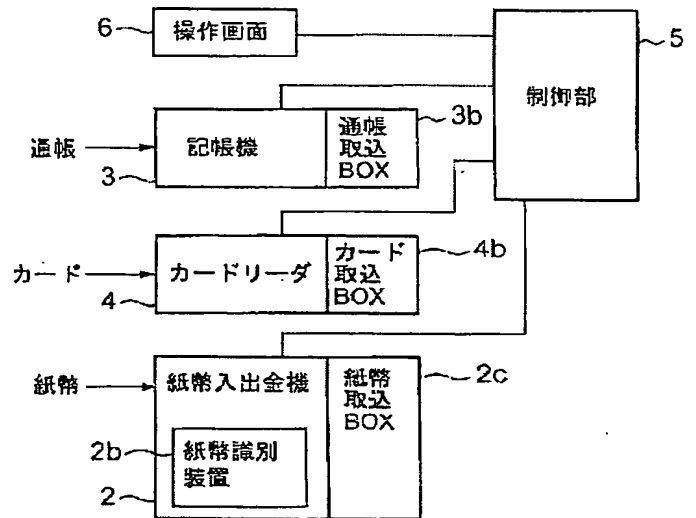 6
操作画面
5
制御部
通帳
記帳機
3
通帳
取込
BOX
3b
カード
カードリーダ
4
カード
取込
BOX
4b
紙幣
紙幣入出金機
2b
紙幣識別
装置
2
紙幣
取込
BOX
2c